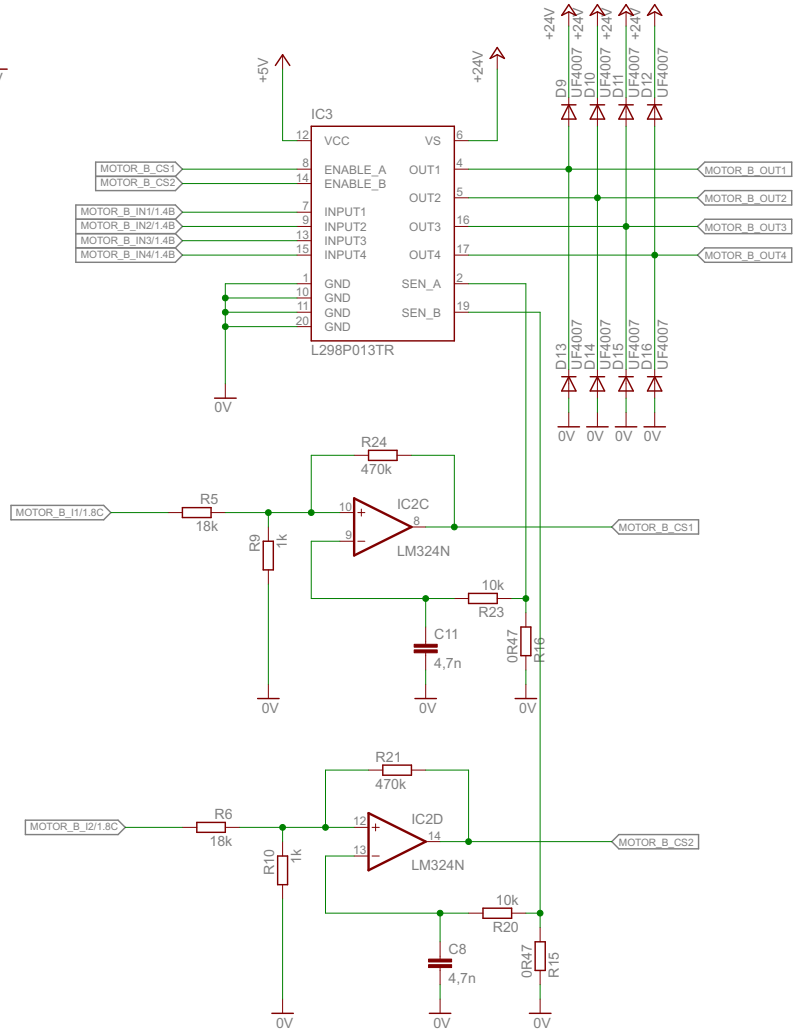 +24V
+24V
+24V
+24V
D9
UF4007
D10
UF4007
D11
UF4007
D12
UF4007
+5V
+24V
IC3
12 VCC VS 6
MOTOR_B_CS1 8 ENABLE_A OUT1 4 MOTOR_B_OUT1
MOTOR_B_CS2 14 ENABLE_B
OUT2 5 MOTOR_B_OUT2
MOTOR_B_IN1/1.4B 7 INPUT1
MOTOR_B_IN2/1.4B 9 INPUT2 OUT3 16 MOTOR_B_OUT3
MOTOR_B_IN3/1.4B 13 INPUT3
MOTOR_B_IN4/1.4B 15 INPUT4 OUT4 17 MOTOR_B_OUT4
1 GND SEN_A 2
10 GND
11 GND SEN_B 19
20 GND
L298P013TR
D13
UF4007
D14
UF4007
D15
UF4007
D16
UF4007
0V
0V 0V 0V 0V
R24
470k
MOTOR_B_I1/1.8C
R5
18k
R9
1k
10 +
9 −
IC2C
8
LM324N
MOTOR_B_CS1
10k
R23
C11
4,7n
0R47
R16
0V
0V
0V
R21
470k
MOTOR_B_I2/1.8C
R6
18k
R10
1k
12 +
13 −
IC2D
14
LM324N
MOTOR_B_CS2
10k
R20
C8
4,7n
0R47
R15
0V
0V
0V